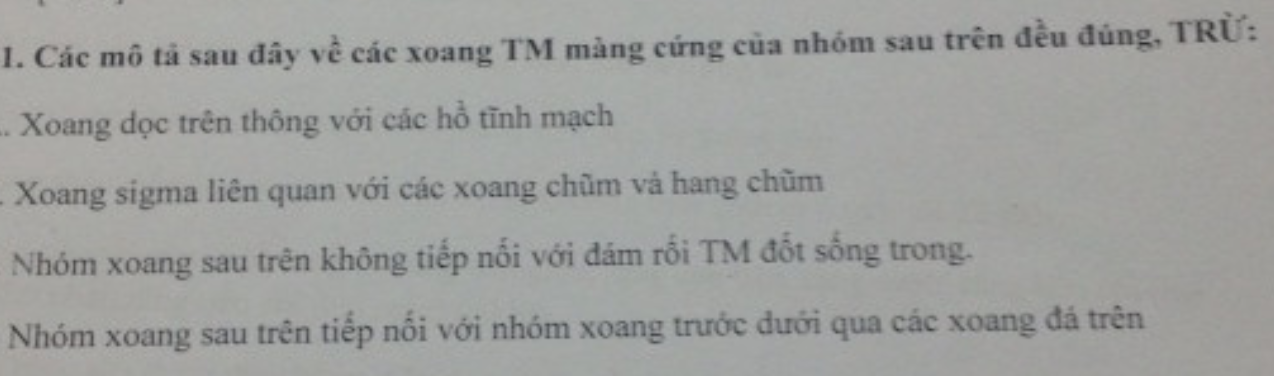 1. Các mô tả sau đây về các xoang TM màng cứng của nhóm sau trên đều đúng, TRỪ:
. Xoang dọc trên thông với các hồ tĩnh mạch
. Xoang sigma liên quan với các xoang chũm và hang chũm
Nhóm xoang sau trên không tiếp nối với đám rối TM đốt sống trong.
Nhóm xoang sau trên tiếp nối với nhóm xoang trước dưới qua các xoang đá trên